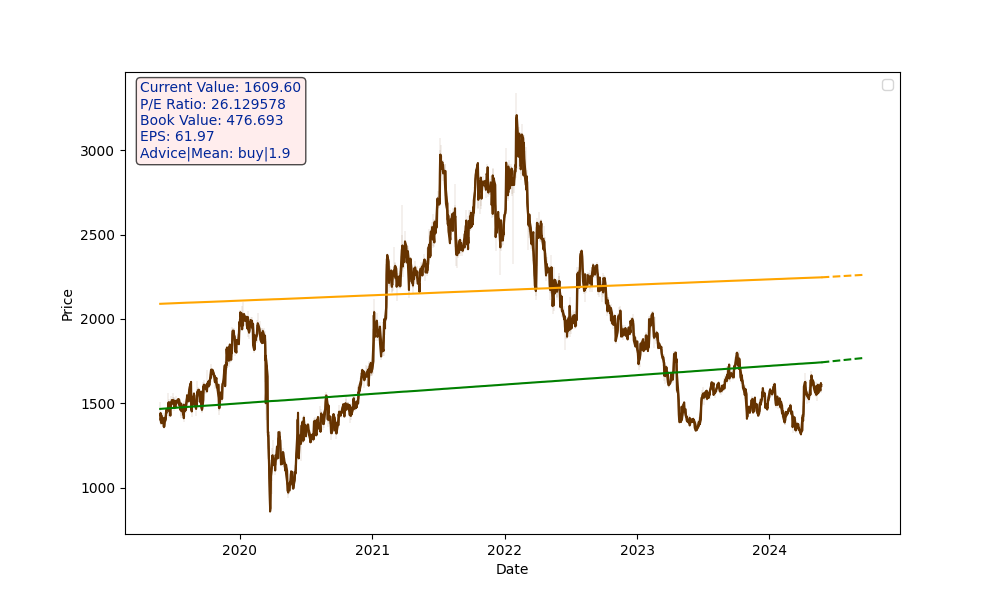 Current Value: 1609.60
P/E Ratio: 26.129578
Book Value: 476.693
EPS: 61.97
Advice|Mean: buy|1.9
3000
2500
2000
1500
1000
Price
2020
2021
2022
2023
2024
Date